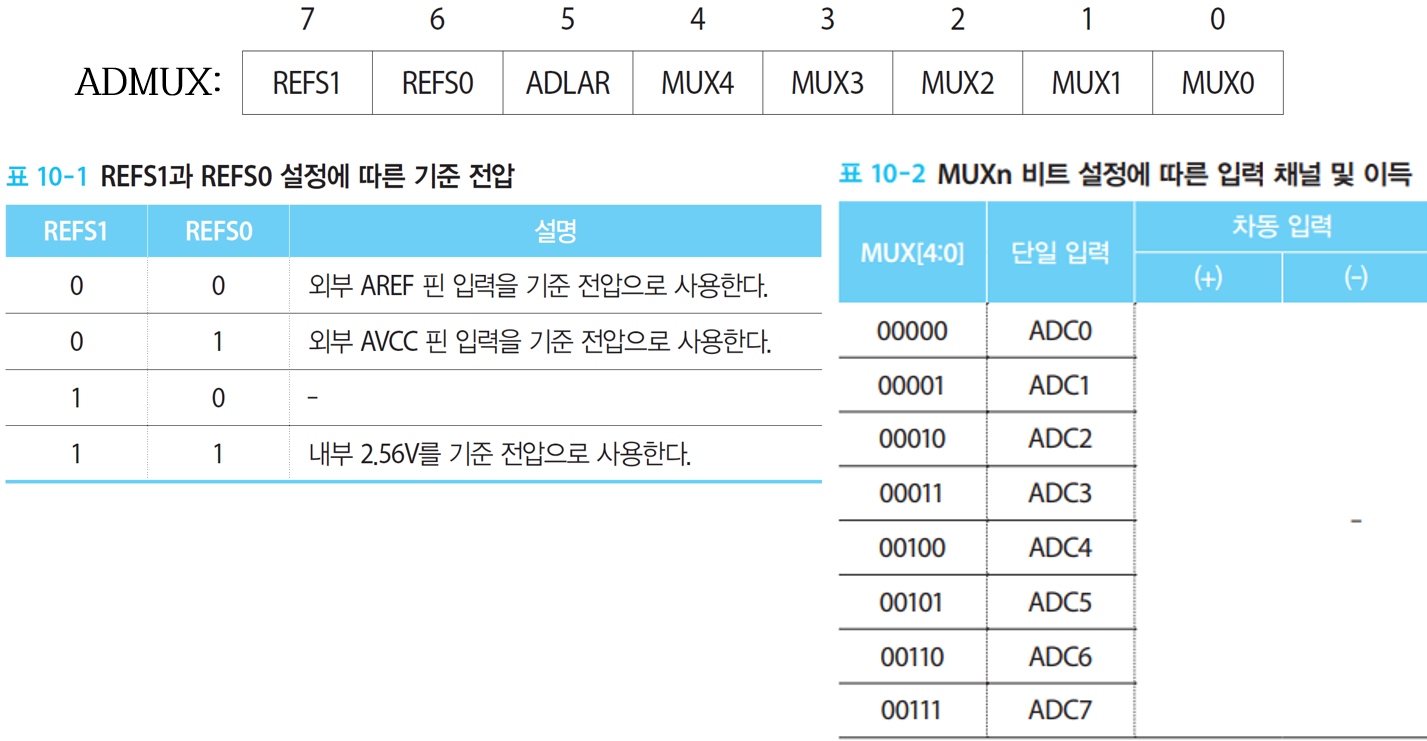 7 6 5 4 3 2 1 0
ADMUX: REFS1 REFS0 ADLAR MUX4 MUX3 MUX2 MUX1 MUX0
표 10-1 REFS1과 REFS0 설정에 따른 기준 전압
REFS1 REFS0 설명
0 0 외부 AREF 핀 입력을 기준 전압으로 사용한다.
0 1 외부 AVCC 핀 입력을 기준 전압으로 사용한다.
1 0 -
1 1 내부 2.56V를 기준 전압으로 사용한다.
표 10-2 MUXn 비트 설정에 따른 입력 채널 및 이득
MUX[4:0] 단일 입력 차동 입력
(+) (-)
00000 ADC0
00001 ADC1
00010 ADC2
00011 ADC3
-
00100 ADC4
00101 ADC5
00110 ADC6
00111 ADC7